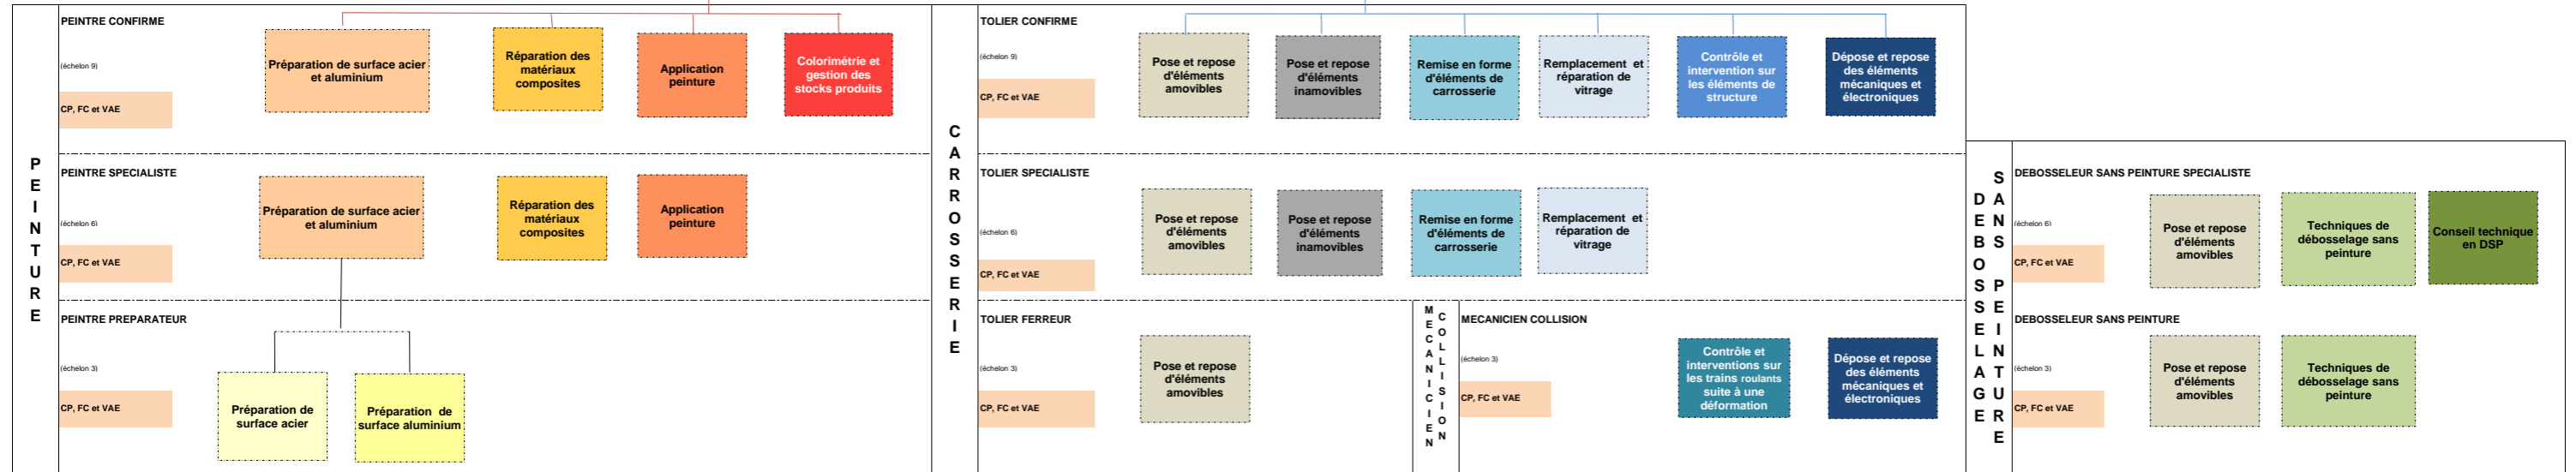 PEINTURE
PEINTRE CONFIRME
(échelon 9)
CP, FC et VAE
Préparation de surface acier
et aluminium
Réparation des
matériaux
composites
Application
peinture
Colorimétrie et
gestion des
stocks produits
PEINTRE SPECIALISTE
(échelon 6)
CP, FC et VAE
Préparation de surface acier
et aluminium
Réparation des
matériaux
composites
Application
peinture
PEINTRE PREPARATEUR
(échelon 3)
CP, FC et VAE
Préparation de
surface acier
Préparation de
surface aluminium
CARROSSERIE
TOLIER CONFIRME
(échelon 9)
CP, FC et VAE
Pose et repose
d'éléments
amovibles
Pose et repose
d'éléments
inamovibles
Remise en forme
d'éléments de
carrosserie
Remplacement et
réparation de
vitrage
Contrôle et
intervention sur
les éléments de
structure
Dépose et repose
des éléments
mécaniques et
électroniques
TOLIER SPECIALISTE
(échelon 6)
CP, FC et VAE
Pose et repose
d'éléments
amovibles
Pose et repose
d'éléments
inamovibles
Remise en forme
d'éléments de
carrosserie
Remplacement et
réparation de
vitrage
TOLIER FERREUR
(échelon 3)
CP, FC et VAE
Pose et repose
d'éléments
amovibles
MECANICIEN
COLLISION
MECANICIEN COLLISION
(échelon 3)
CP, FC et VAE
Contrôle et
interventions sur
les trains roulants
suite à une
déformation
Dépose et repose
des éléments
mécaniques et
électroniques
DEBOSSELAGE
SANS PEINTURE
DEBOSSELEUR SANS PEINTURE SPECIALISTE
(échelon 6)
CP, FC et VAE
Pose et repose
d'éléments
amovibles
Techniques de
débosselage sans
peinture
Conseil technique
en DSP
DEBOSSELEUR SANS PEINTURE
(échelon 3)
CP, FC et VAE
Pose et repose
d'éléments
amovibles
Techniques de
débosselage sans
peinture